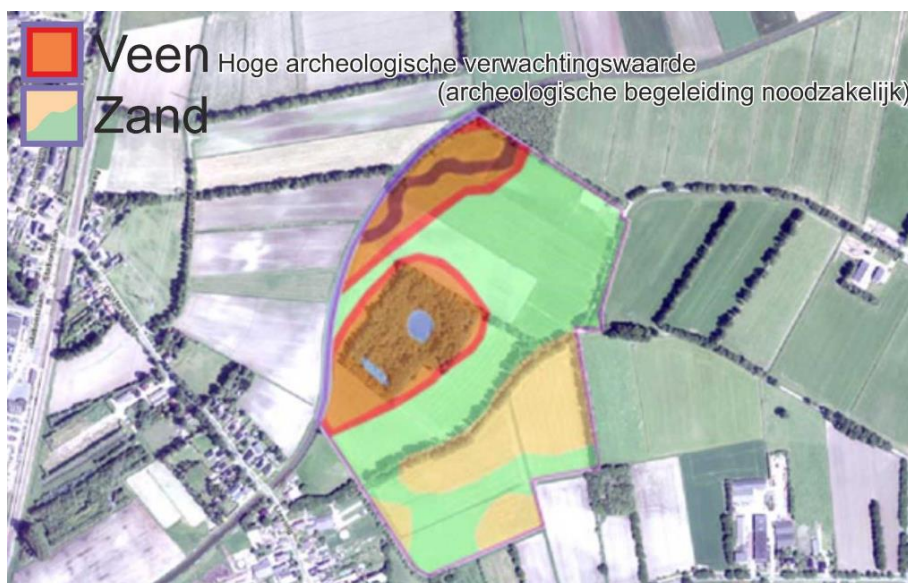 Veen Hoge archeologische verwachtingswaarde
(archeologische begeleiding noodzakelijk)
Zand